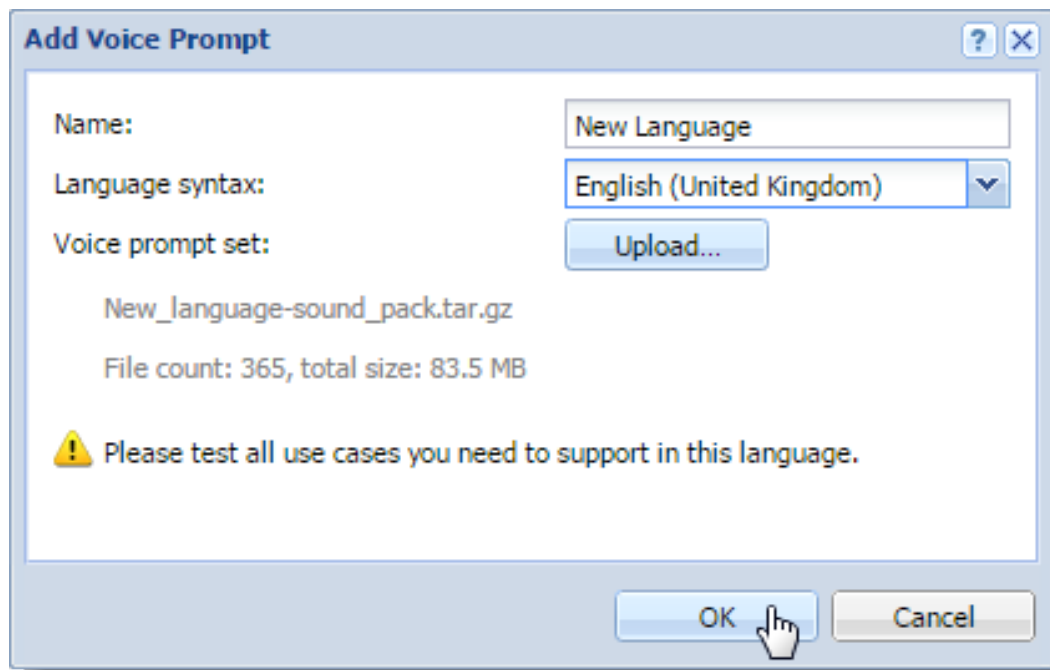 Add Voice Prompt ?
Name: New Language
Language syntax: English (United Kingdom)
Voice prompt set: Upload...
New_language-sound_pack.tar.gz
File count: 365, total size: 83.5 MB
Please test all use cases you need to support in this language.
OK Cancel